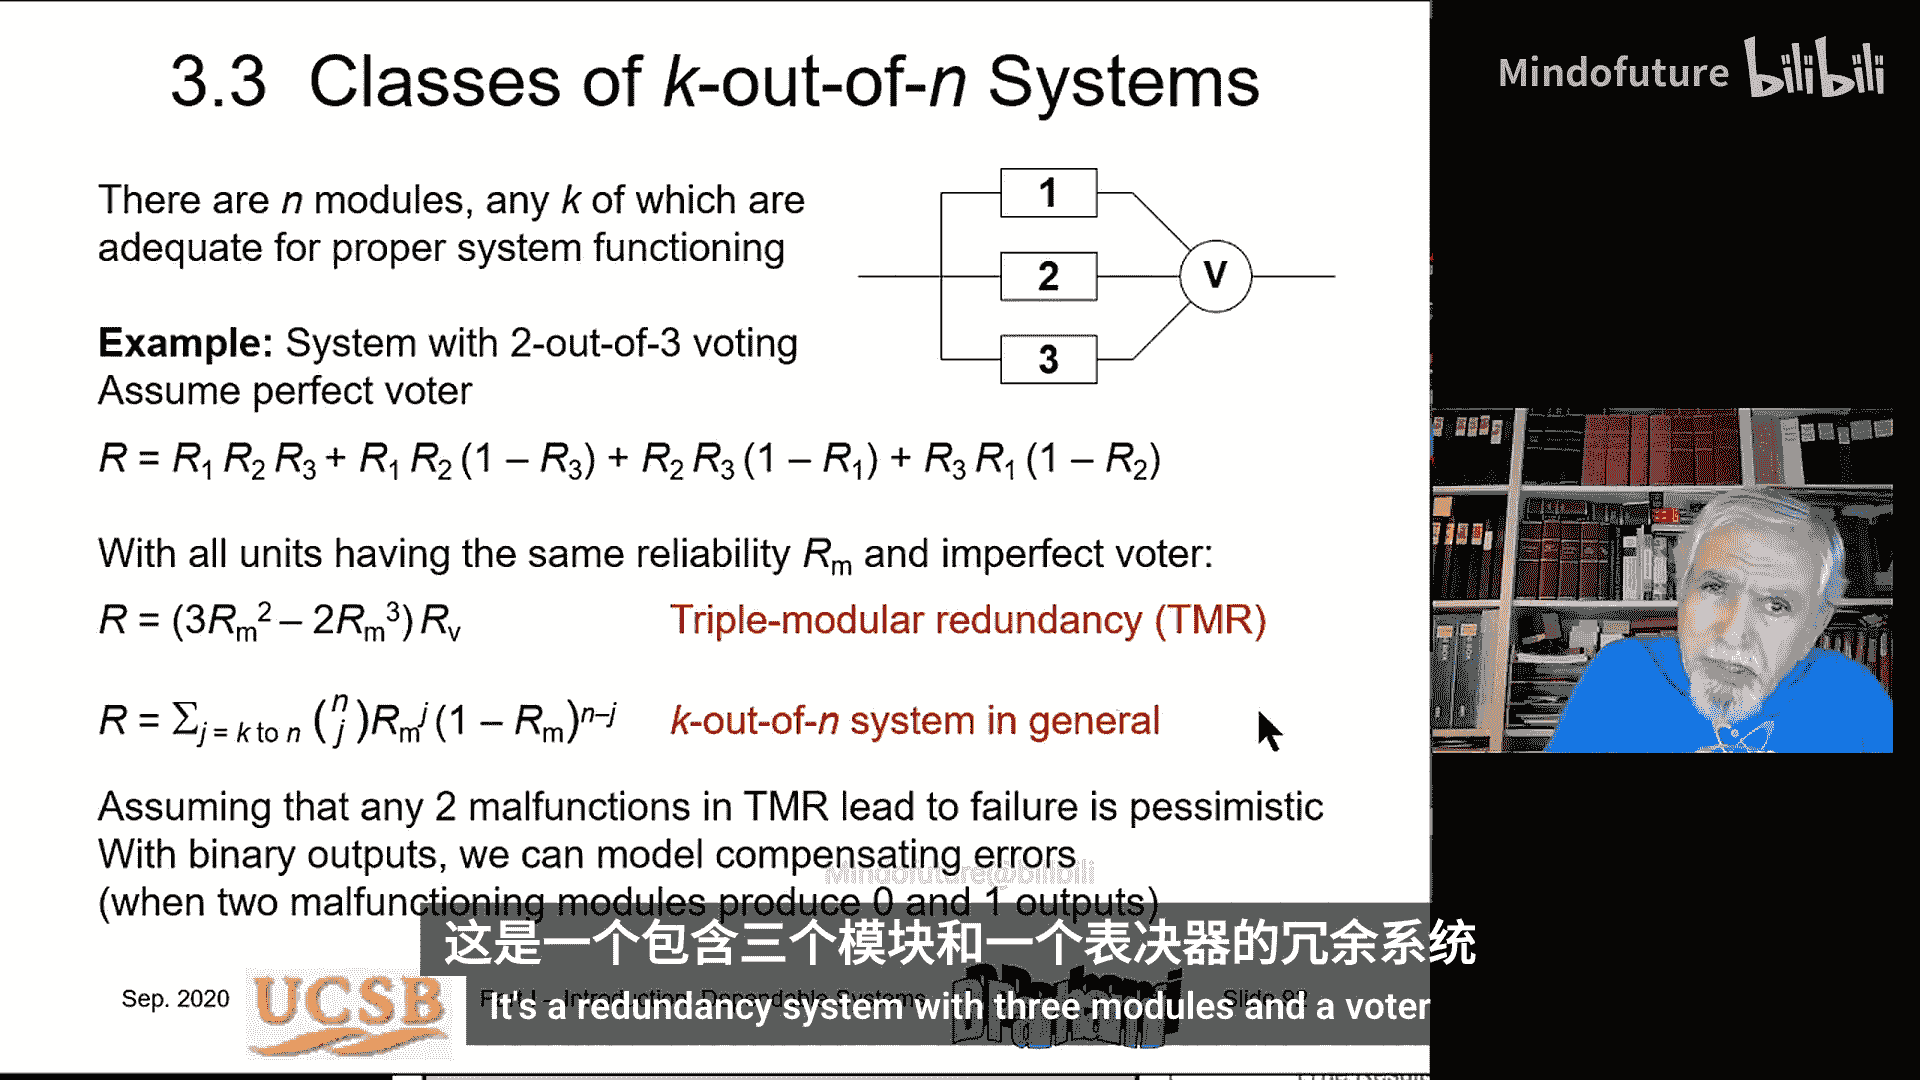 3.3 Classes of k-out-of-n Systems
Mindofuture bilibili
There are n modules, any k of which are
adequate for proper system functioning
1
2
3
V
Example: System with 2-out-of-3 voting
Assume perfect voter
R = R₁ R₂ R₃ + R₁ R₂ (1 – R₃) + R₂ R₃ (1 – R₁) + R₃ R₁ (1 – R₂)
With all units having the same reliability Rₘ and imperfect voter:
R = (3Rₘ² – 2Rₘ³) Rᵥ Triple-modular redundancy (TMR)
R = Σj = k to n (n j) Rₘʲ (1 – Rₘ)ⁿ⁻ʲ k-out-of-n system in general
Assuming that any 2 malfunctions in TMR lead to failure is pessimistic
With binary outputs, we can model compensating errors
Mindofuture@bilibili
(when two malfunctioning modules produce 0 and 1 outputs)
这是一个包含三个模块和一个表决器的冗余系统
Sep. 2020
UCSB
Part I – Introduction: Dependable Systems
Slide
It's a redundancy system with three modules and a voter